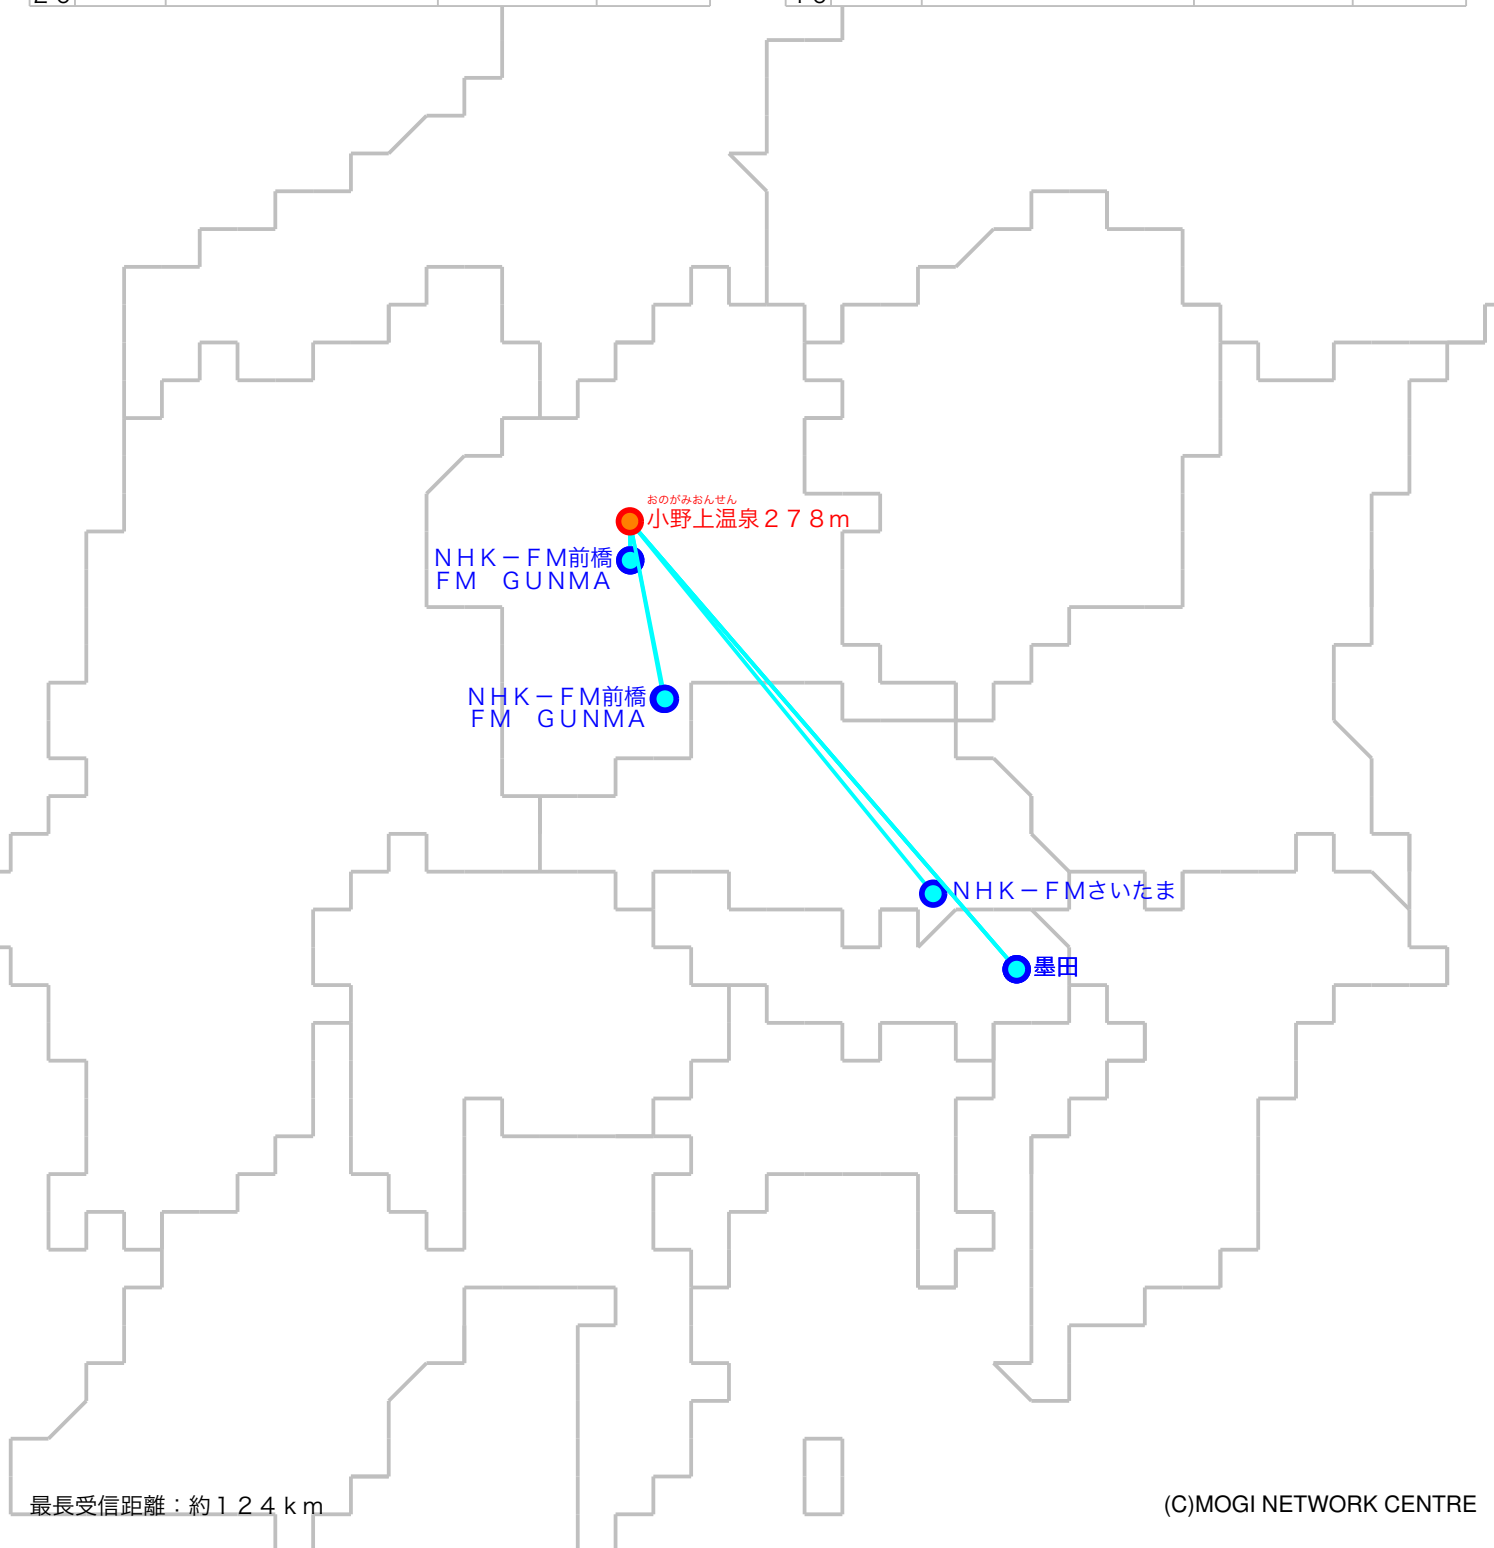 おのがみおんせん
小野上温泉２７８ｍ
ＮＨＫ－ＦＭ前橋
ＦＭ　ＧＵＮＭＡ
ＮＨＫ－ＦＭ前橋
ＦＭ　ＧＵＮＭＡ
ＮＨＫ－ＦＭさいたま
墨田
最長受信距離：約１２４ｋｍ
(C)MOGI NETWORK CENTRE